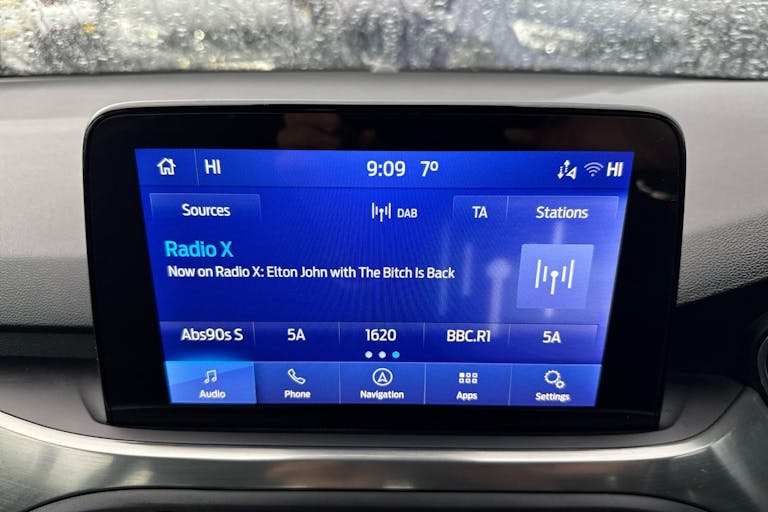 HI 9:09 7º HI
Sources DAB TA Stations
Radio X
Now on Radio X: Elton John with The Bitch Is Back
Abs90s S 5A 1620 BBC.R1 5A
Audio Phone Navigation Apps Settings